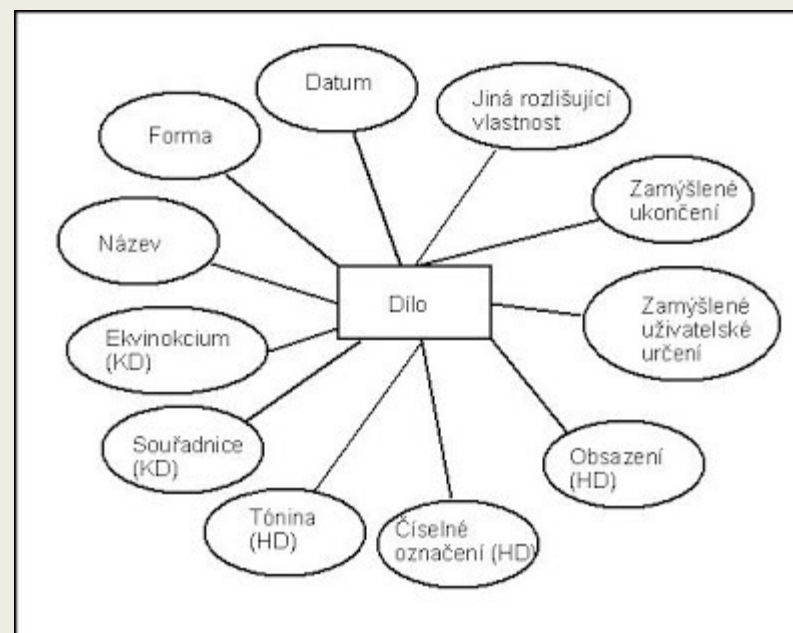 Datum
Jiná rozlišující
vlastnost
Forma
Zamýšlené
ukončení
Název
Dílo
Zamýšlené
uživatelské
určení
Ekvinokcium
(KD)
Souřadnice
(KD)
Obsazení
(HD)
Tónina
(HD)
Číselné
označení (HD)